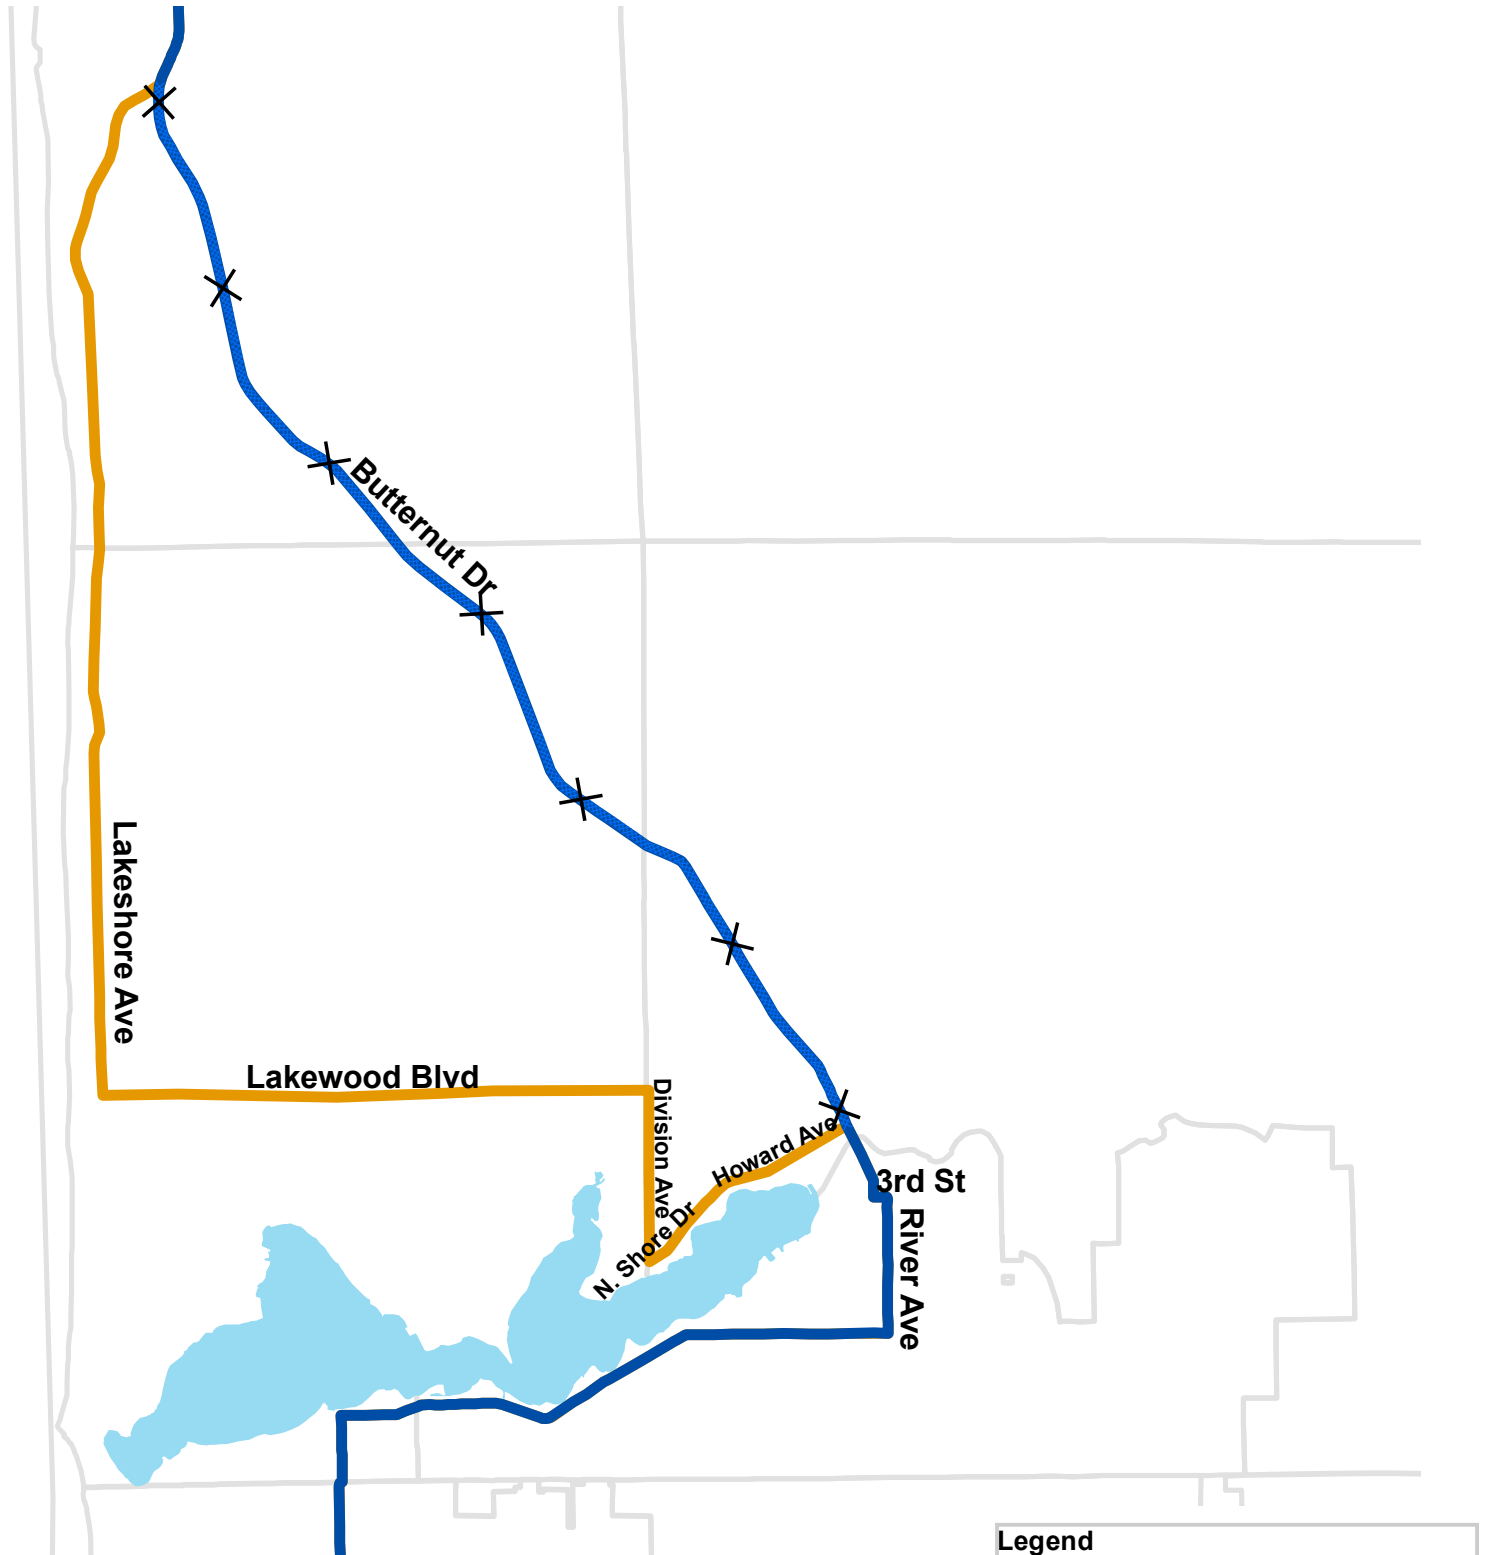 Butternut Dr
Lakeshore Ave
Lakewood Blvd
Division Ave
Howard Ave
3rd St
N. Shore Dr
River Ave
Legend